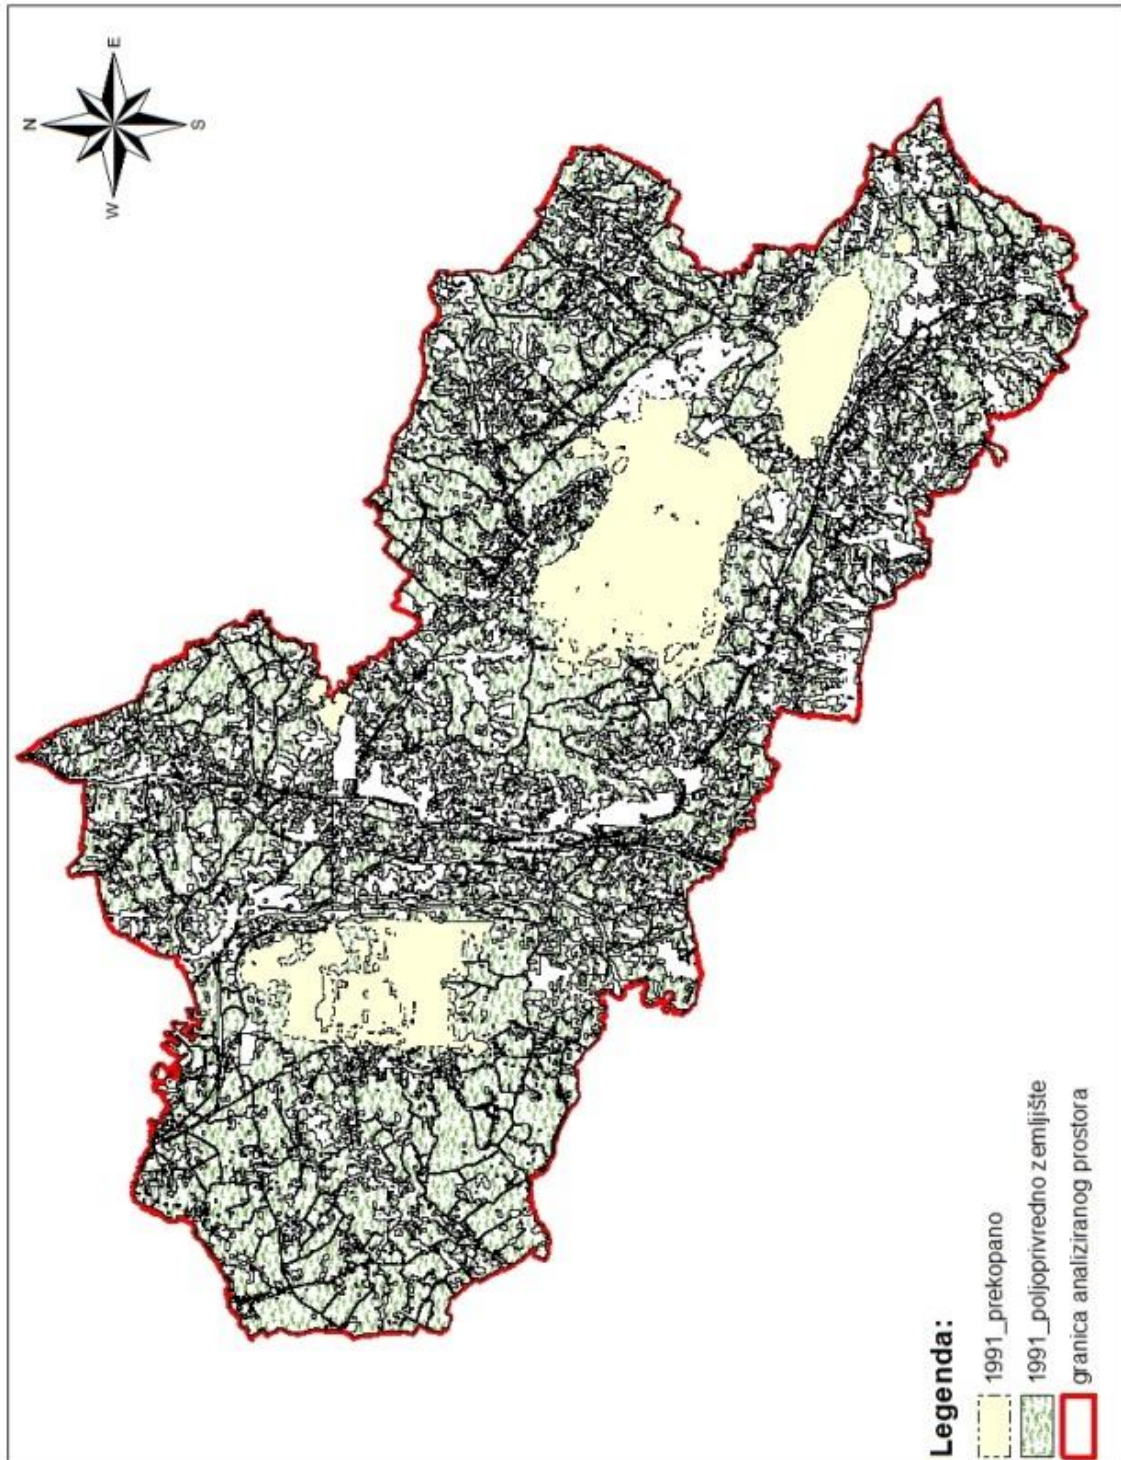 N
E
W
S
Legenda:
1991_prekopano
1991_poljoprivredno zemljište
granica analiziranog prostora